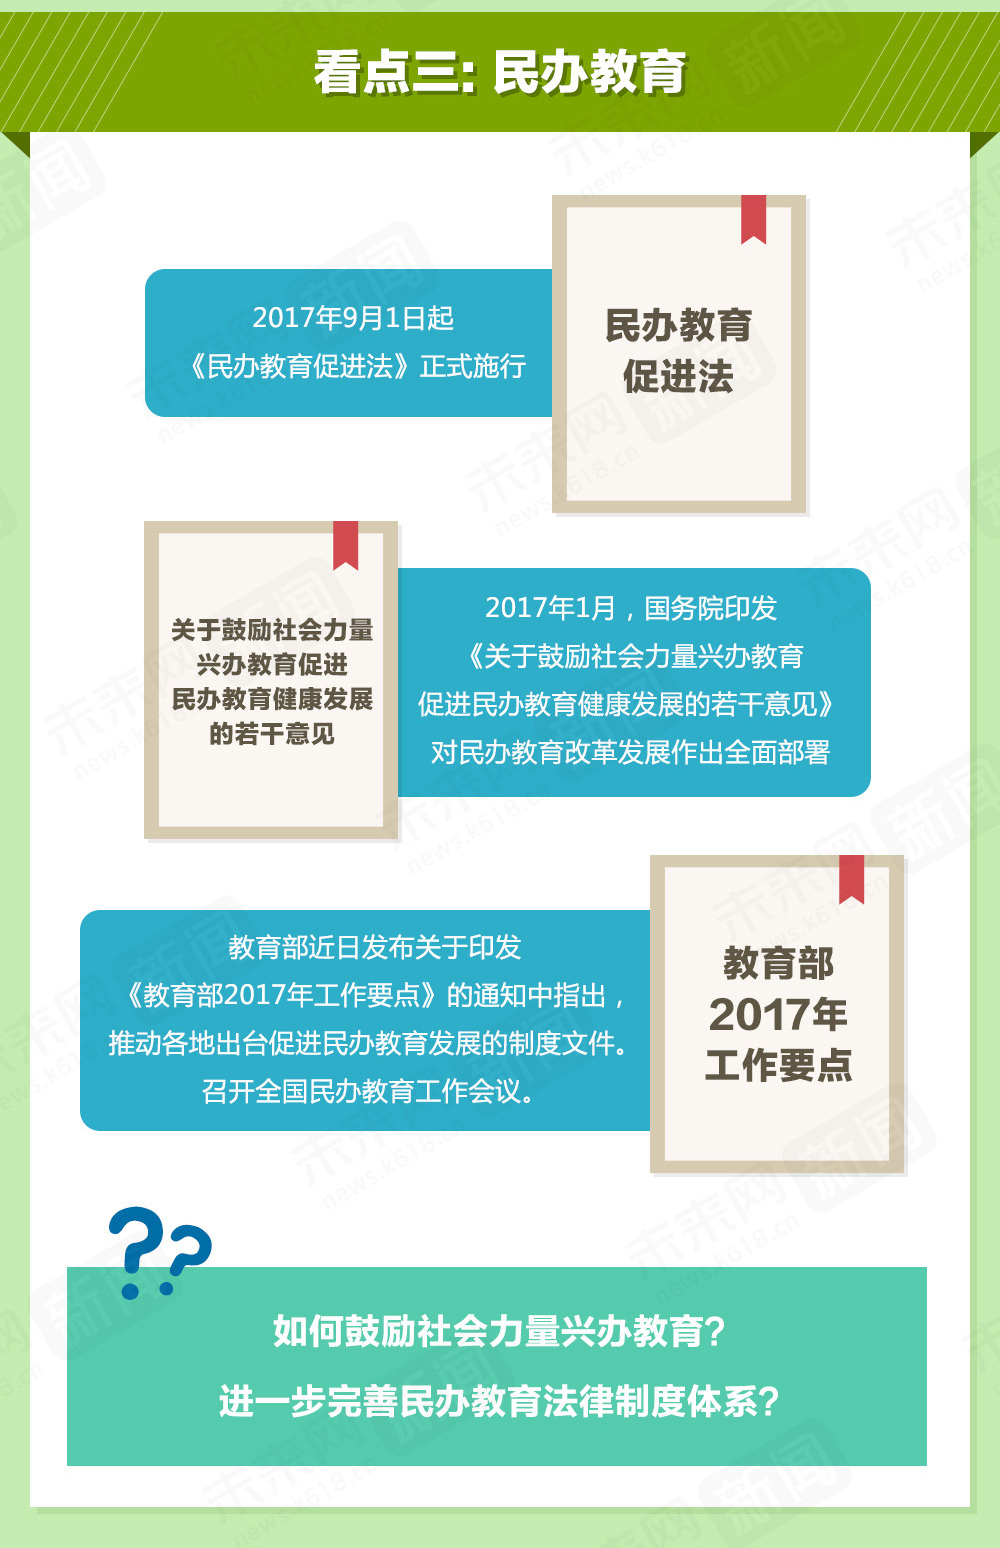 看点三: 民办教育
2017年9月1日起
《民办教育促进法》正式施行
民办教育
促进法
关于鼓励社会力量
兴办教育促进
民办教育健康发展
的若干意见
2017年1月，国务院印发
《关于鼓励社会力量兴办教育
促进民办教育健康发展的若干意见》
对民办教育改革发展作出全面部署
教育部近日发布关于印发
《教育部2017年工作要点》的通知中指出，
推动各地出台促进民办教育发展的制度文件。
召开全国民办教育工作会议。
教育部
2017年
工作要点
??
如何鼓励社会力量兴办教育?
进一步完善民办教育法律制度体系?
未来网 新闻
news.k618.cn